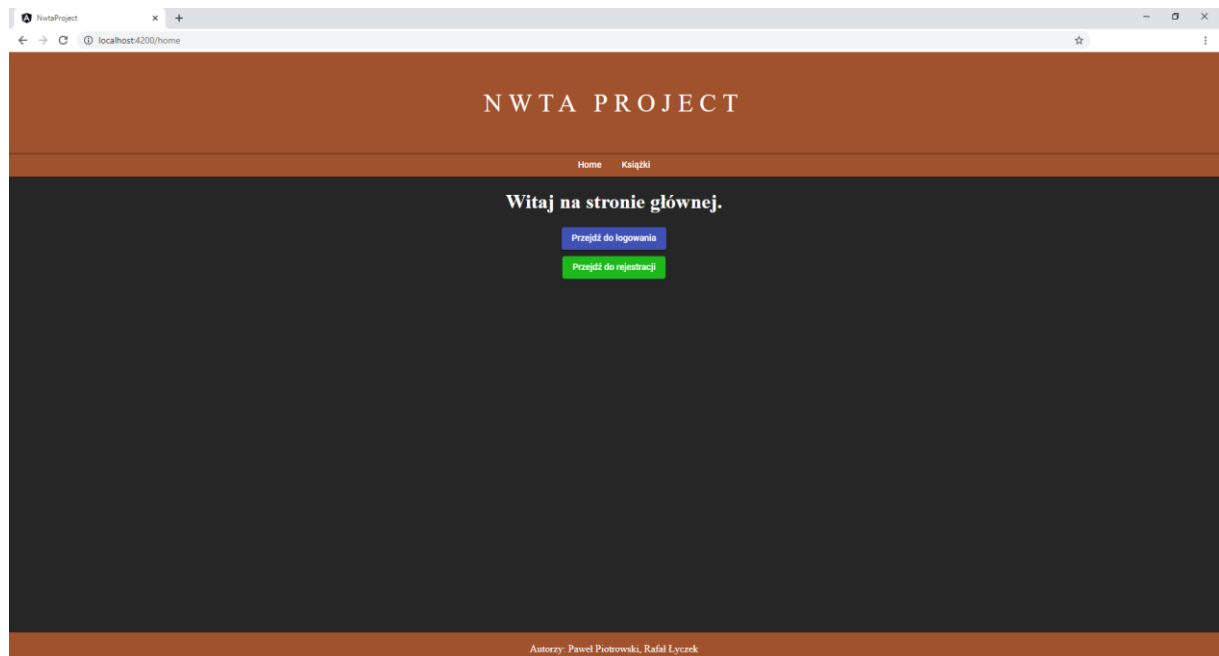 NwtaProject
localhost:4200/home
NWTA PROJECT
Home Książki
Witaj na stronie głównej.
Przejdź do logowania
Przejdź do rejestracji
Autorzy: Paweł Piotrowski, Rafał Łyczek